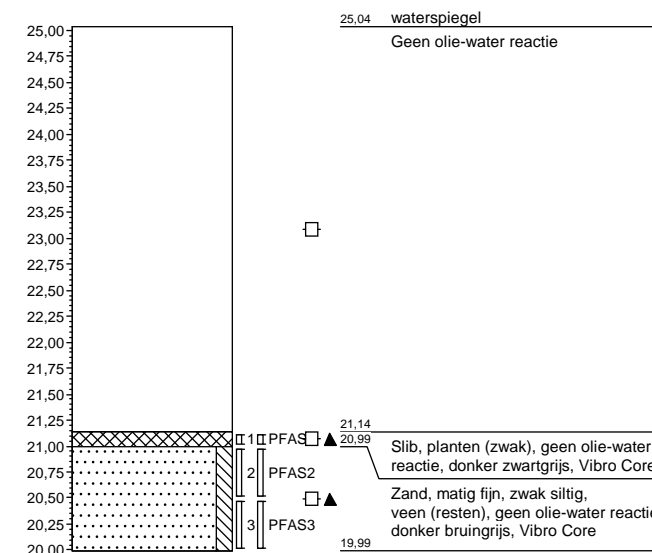 25,00
24,75
24,50
24,25
24,00
23,75
23,50
23,25
23,00
22,75
22,50
22,25
22,00
21,75
21,50
21,25
21,00
20,75
20,50
20,25
20,00
25,04 waterspiegel
Geen olie-water reactie
21,14
1 PFAS
20,99
Slib, planten (zwak), geen olie-water
reactie, donker zwartgrijs, Vibro Core
2 PFAS2
Zand, matig fijn, zwak siltig,
veen (resten), geen olie-water reactie
donker bruingrijs, Vibro Core
3 PFAS3
19,99